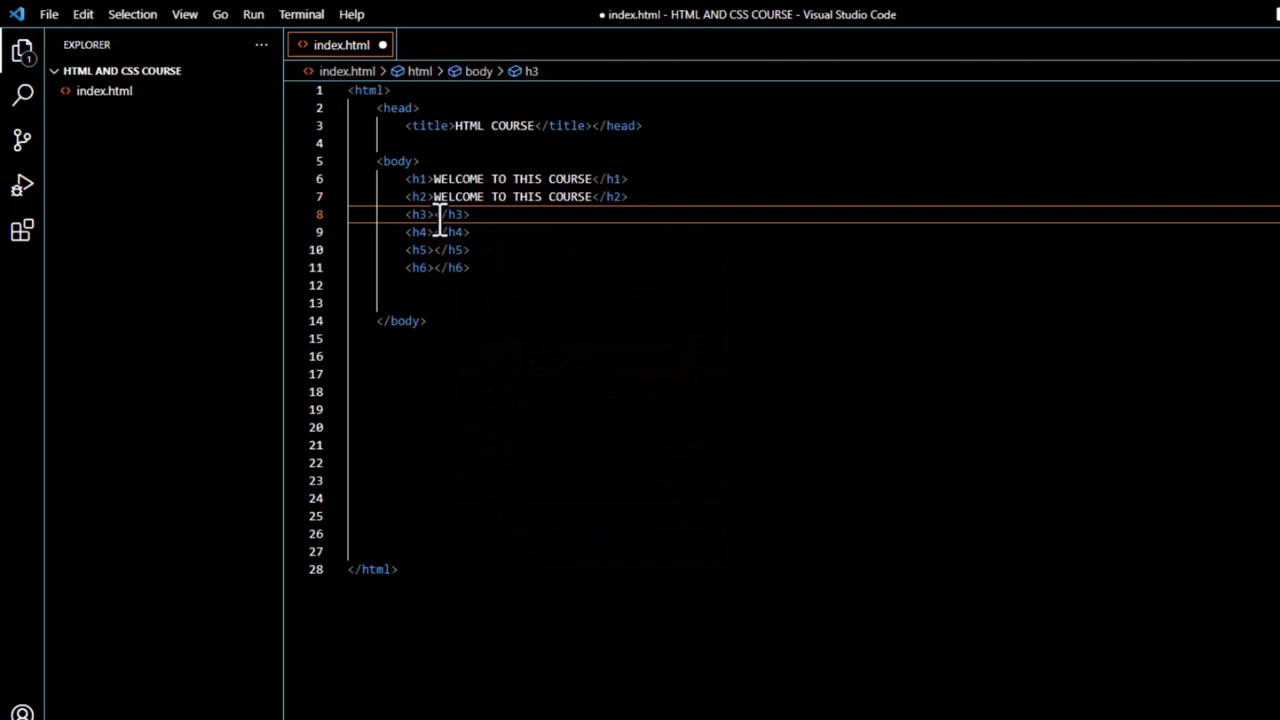 File Edit Selection View Go Run Terminal Help
● index.html - HTML AND CSS COURSE - Visual Studio Code
EXPLORER ...
index.html ●
1
HTML AND CSS COURSE
index.html > html > body > h3
index.html
1 <html>
2 <head>
3 <title>HTML COURSE</title></head>
4
5 <body>
6 <h1>WELCOME TO THIS COURSE</h1>
7 <h2>WELCOME TO THIS COURSE</h2>
8 <h3></h3>
9 <h4></h4>
10 <h5></h5>
11 <h6></h6>
12
13
14 </body>
15
16
17
18
19
20
21
22
23
24
25
26
27
28 </html>